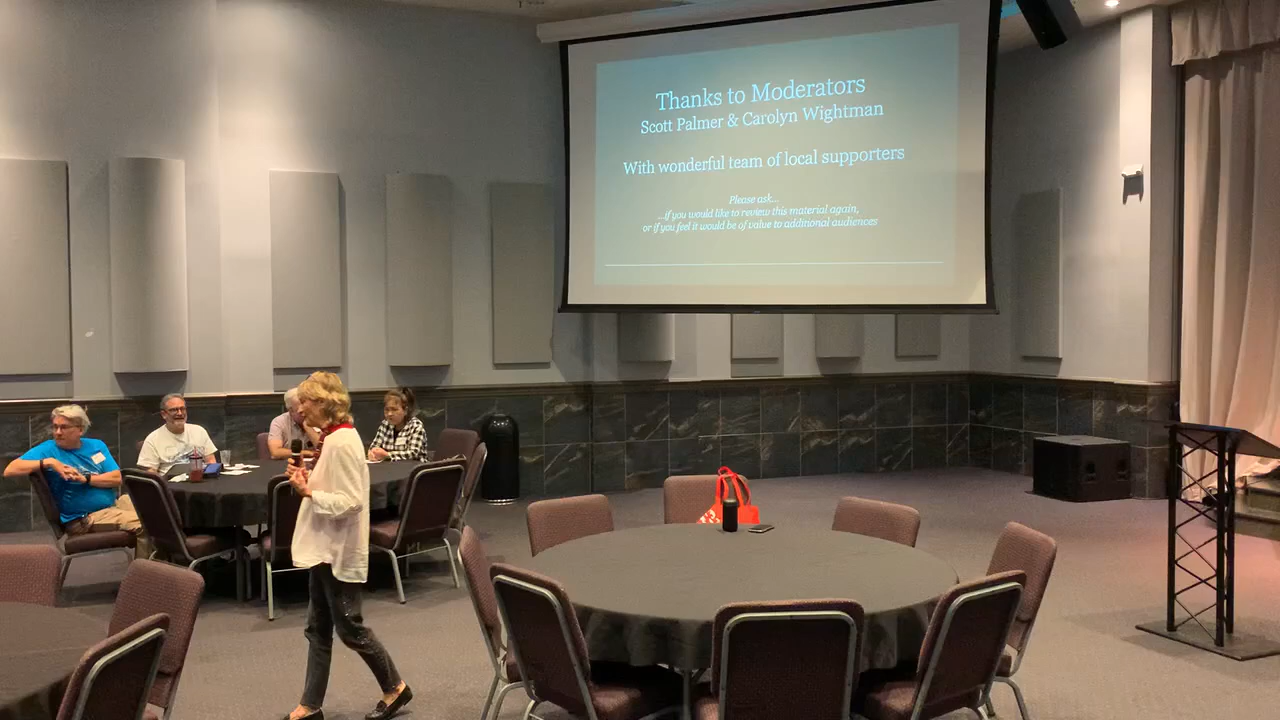 Thanks to Moderators
Scott Palmer & Carolyn Wightman
With wonderful team of local supporters
Please ask...
...if you would like to review this material again,
or if you feel it would be of value to additional audiences